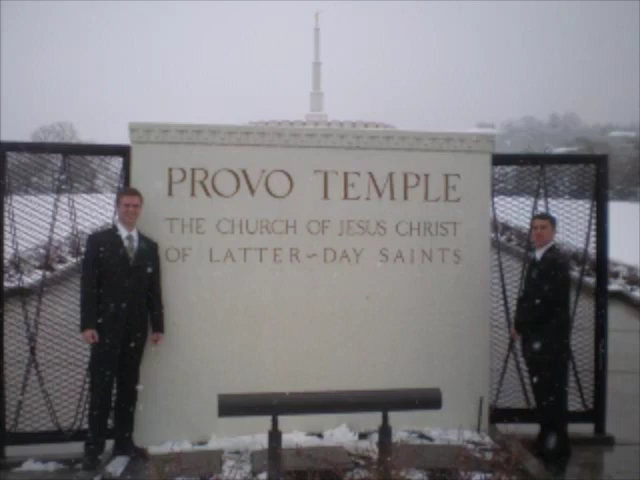 PROVO TEMPLE
THE CHURCH OF JESUS CHRIST
OF LATTER-DAY SAINTS